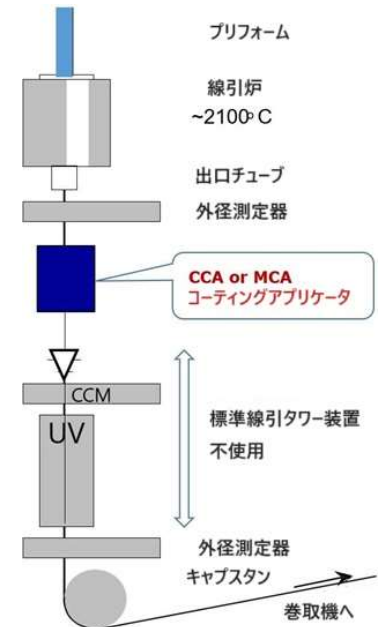 プリフォーム
線引炉
~2100°C
出口チューブ
外径測定器
CCA or MCA
コーティングアプリケータ
CCM
UV
標準線引タワー装置
不使用
外径測定器
キャプスタン
巻取機へ